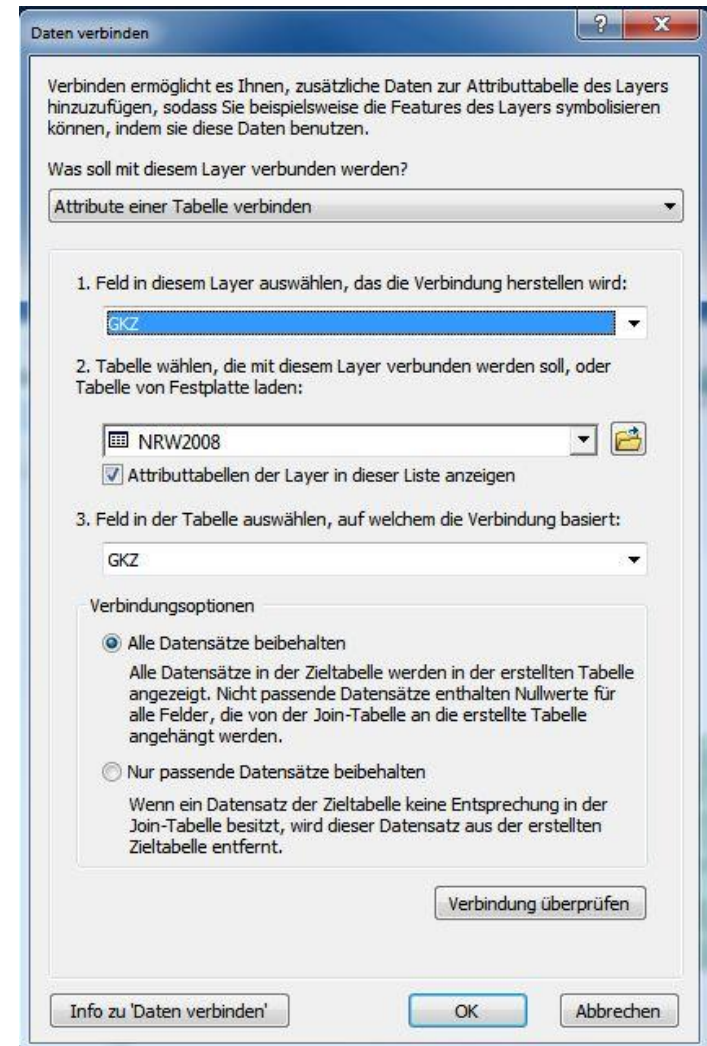 Daten verbinden
?
X
Verbinden ermöglicht es Ihnen, zusätzliche Daten zur Attributtabelle des Layers
hinzuzufügen, sodass Sie beispielsweise die Features des Layers symbolisieren
können, indem sie diese Daten benutzen.
Was soll mit diesem Layer verbunden werden?
Attribute einer Tabelle verbinden
1. Feld in diesem Layer auswählen, das die Verbindung herstellen wird:
GKZ
2. Tabelle wählen, die mit diesem Layer verbunden werden soll, oder
Tabelle von Festplatte laden:
NRW2008
Attributtabellen der Layer in dieser Liste anzeigen
3. Feld in der Tabelle auswählen, auf welchem die Verbindung basiert:
GKZ
Verbindungsoptionen
Alle Datensätze beibehalten
Alle Datensätze in der Zieltabelle werden in der erstellten Tabelle
angezeigt. Nicht passende Datensätze enthalten Nullwerte für
alle Felder, die von der Join-Tabelle an die erstellte Tabelle
angehängt werden.
Nur passende Datensätze beibehalten
Wenn ein Datensatz der Zieltabelle keine Entsprechung in der
Join-Tabelle besitzt, wird dieser Datensatz aus der erstellten
Zieltabelle entfernt.
Verbindung überprüfen
Info zu 'Daten verbinden'
OK
Abbrechen